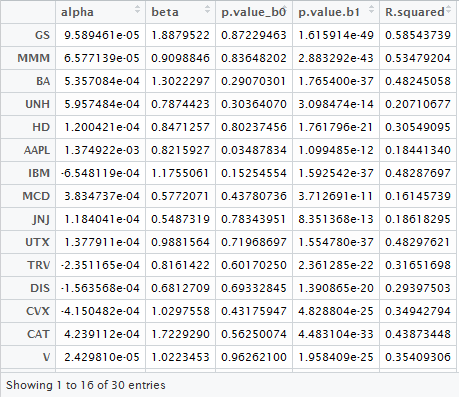 alpha beta p.value_b0 p.value.b1 R.squared
GS 9.589461e-05 1.8879522 0.87229463 1.615914e-49 0.58543739
MMM 6.577139e-05 0.9098846 0.83648202 2.883292e-43 0.53479204
BA 5.357084e-04 1.3022297 0.29070301 1.765400e-37 0.48245058
UNH 5.957484e-04 0.7874423 0.30364070 3.098474e-14 0.20710677
HD 1.200421e-04 0.8471257 0.80237456 1.761796e-21 0.30549095
AAPL 1.374922e-03 0.8215927 0.03487834 1.099485e-12 0.18441340
IBM -6.548119e-04 1.1755061 0.15254554 1.592542e-37 0.48287697
MCD 3.834737e-04 0.5772071 0.43780736 3.712691e-11 0.16145739
JNJ 1.184041e-04 0.5487319 0.78343951 8.351368e-13 0.18618295
UTX 1.377911e-04 0.9881564 0.71968697 1.554780e-37 0.48297621
TRV -2.351165e-04 0.8161422 0.60170250 2.361285e-22 0.31651698
DIS -1.563568e-04 0.6812709 0.69332845 1.390865e-20 0.29397503
CVX -4.150482e-04 1.0297558 0.43175947 4.828804e-25 0.34942794
CAT 4.239112e-04 1.7229290 0.56250074 4.483104e-33 0.43873448
V 2.429810e-05 1.0223453 0.96262100 1.958409e-25 0.35409306
Showing 1 to 16 of 30 entries